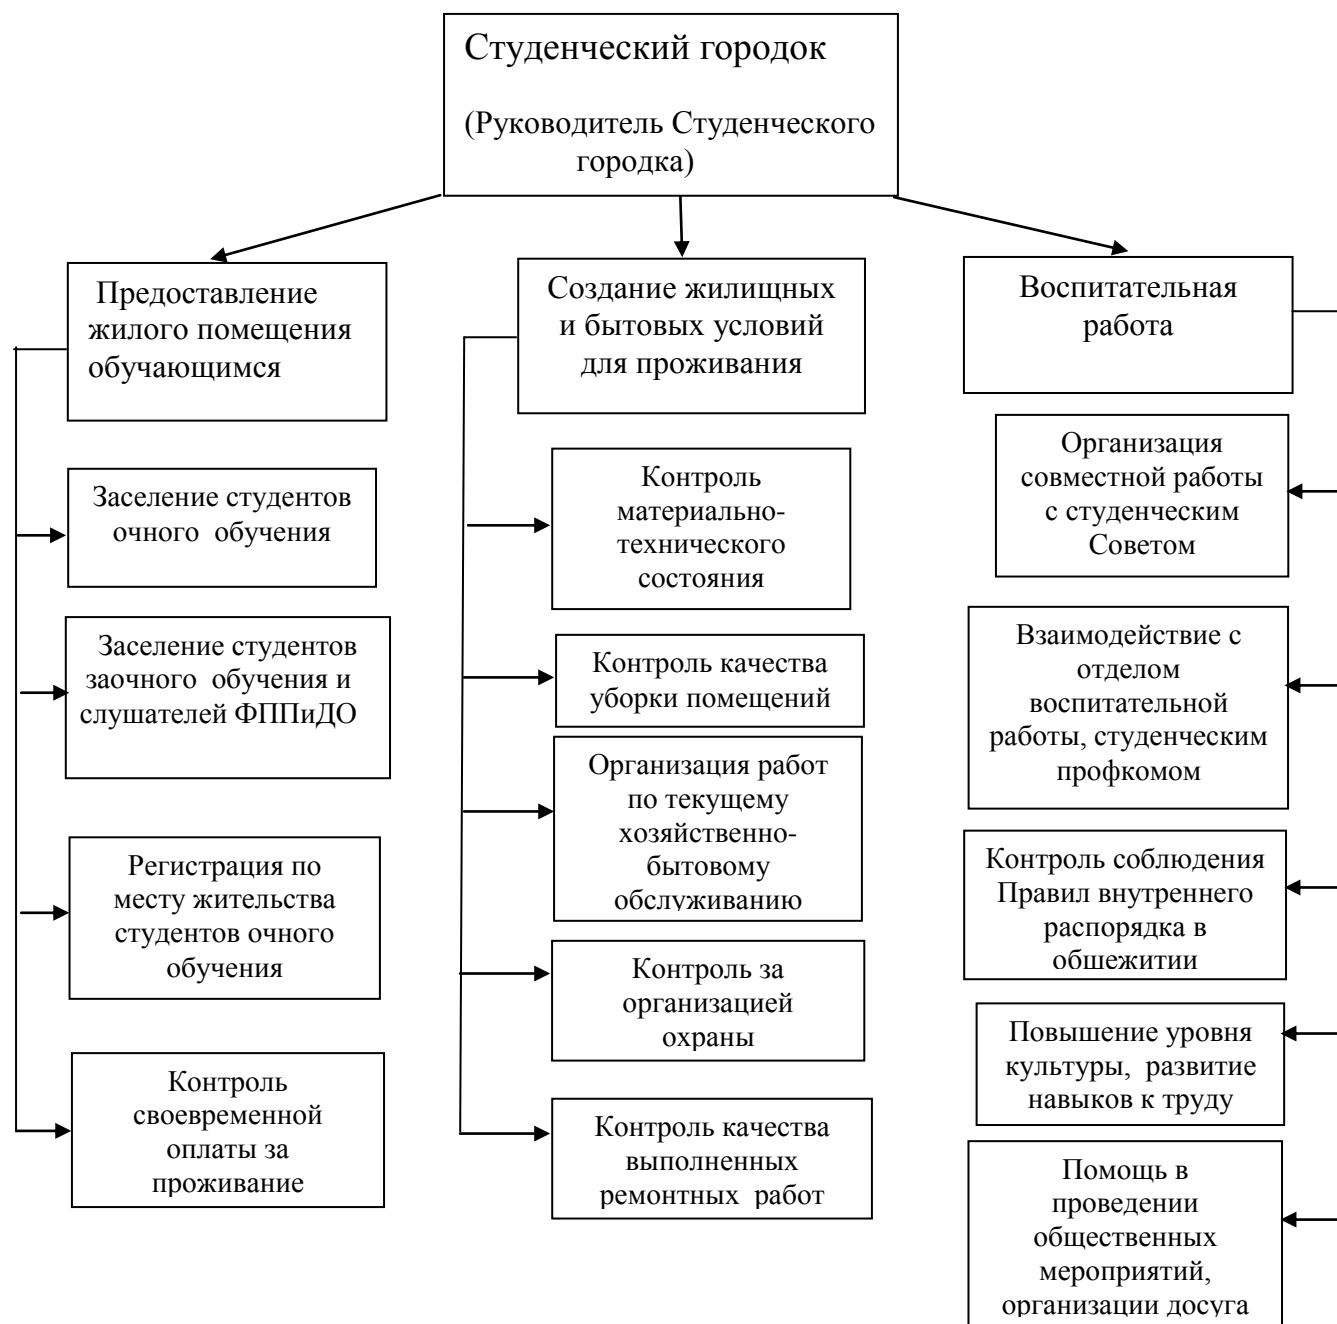 Студенческий городок
(Руководитель Студенческого
городка)
Предоставление
жилого помещения
обучающимся
Заселение студентов
очного обучения
Заселение студентов
заочного обучения и
слушателей ФППиДО
Регистрация по
месту жительства
студентов очного
обучения
Контроль
своевременной
оплаты за
проживание
Создание жилищных
и бытовых условий
для проживания
Контроль
материально-
технического
состояния
Контроль качества
уборки помещений
Организация работ
по текущему
хозяйственно-
бытовому
обслуживанию
Контроль за
организацией
охраны
Контроль качества
выполненных
ремонтных работ
Воспитательная
работа
Организация
совместной работы
с студенческим
Советом
Взаимодействие с
отделом
воспитательной
работы, студенческим
профкомом
Контроль соблюдения
Правил внутреннего
распорядка в
обшежитии
Повышение уровня
культуры, развитие
навыков к труду
Помощь в
проведении
общественных
мероприятий,
организации досуга